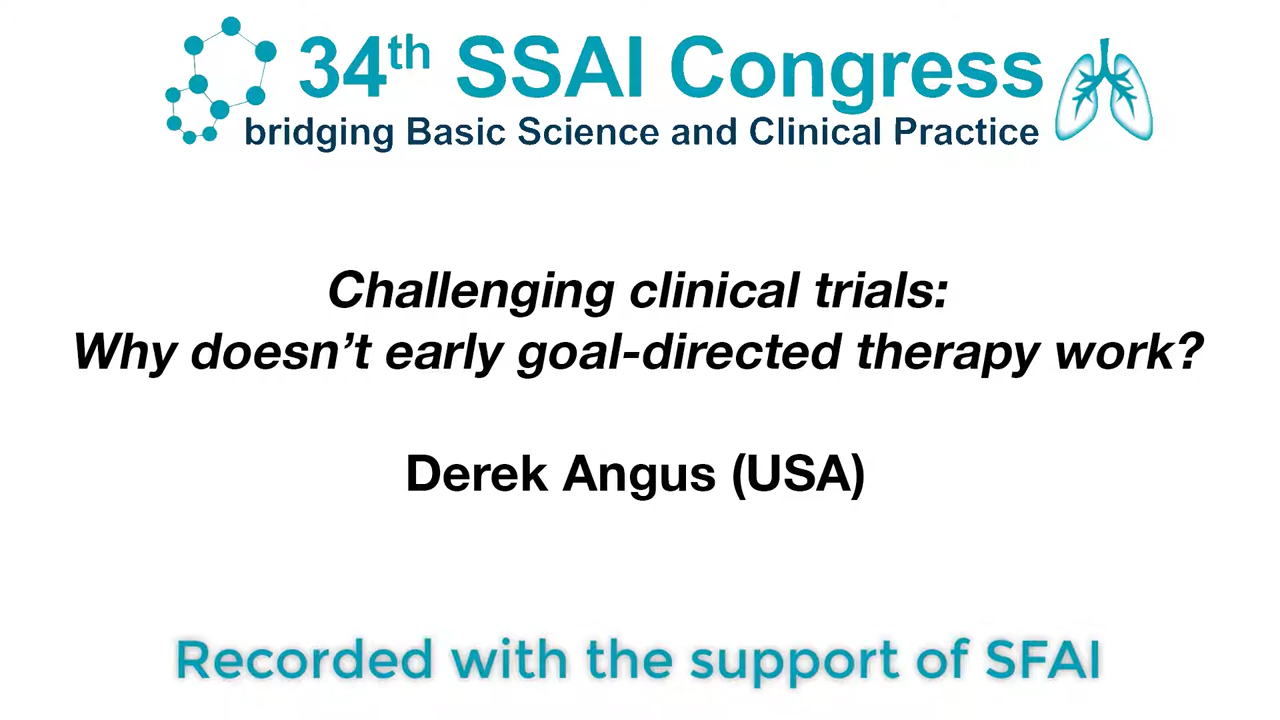 34th SSAI Congress
bridging Basic Science and Clinical Practice
Challenging clinical trials:
Why doesn’t early goal-directed therapy work?
Derek Angus (USA)
Recorded with the support of SFAI